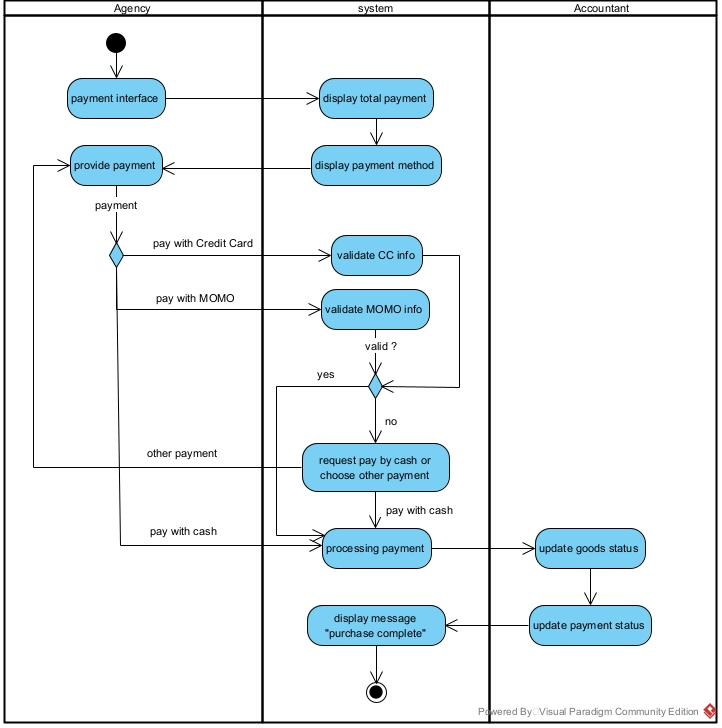 Agency
system
Accountant
payment interface
display total payment
provide payment
display payment method
payment
pay with Credit Card
validate CC info
pay with MOMO
validate MOMO info
valid ?
yes
no
other payment
request pay by cash or
choose other payment
pay with cash
pay with cash
processing payment
update goods status
display message
"purchase complete"
update payment status
Powered By Visual Paradigm Community Edition